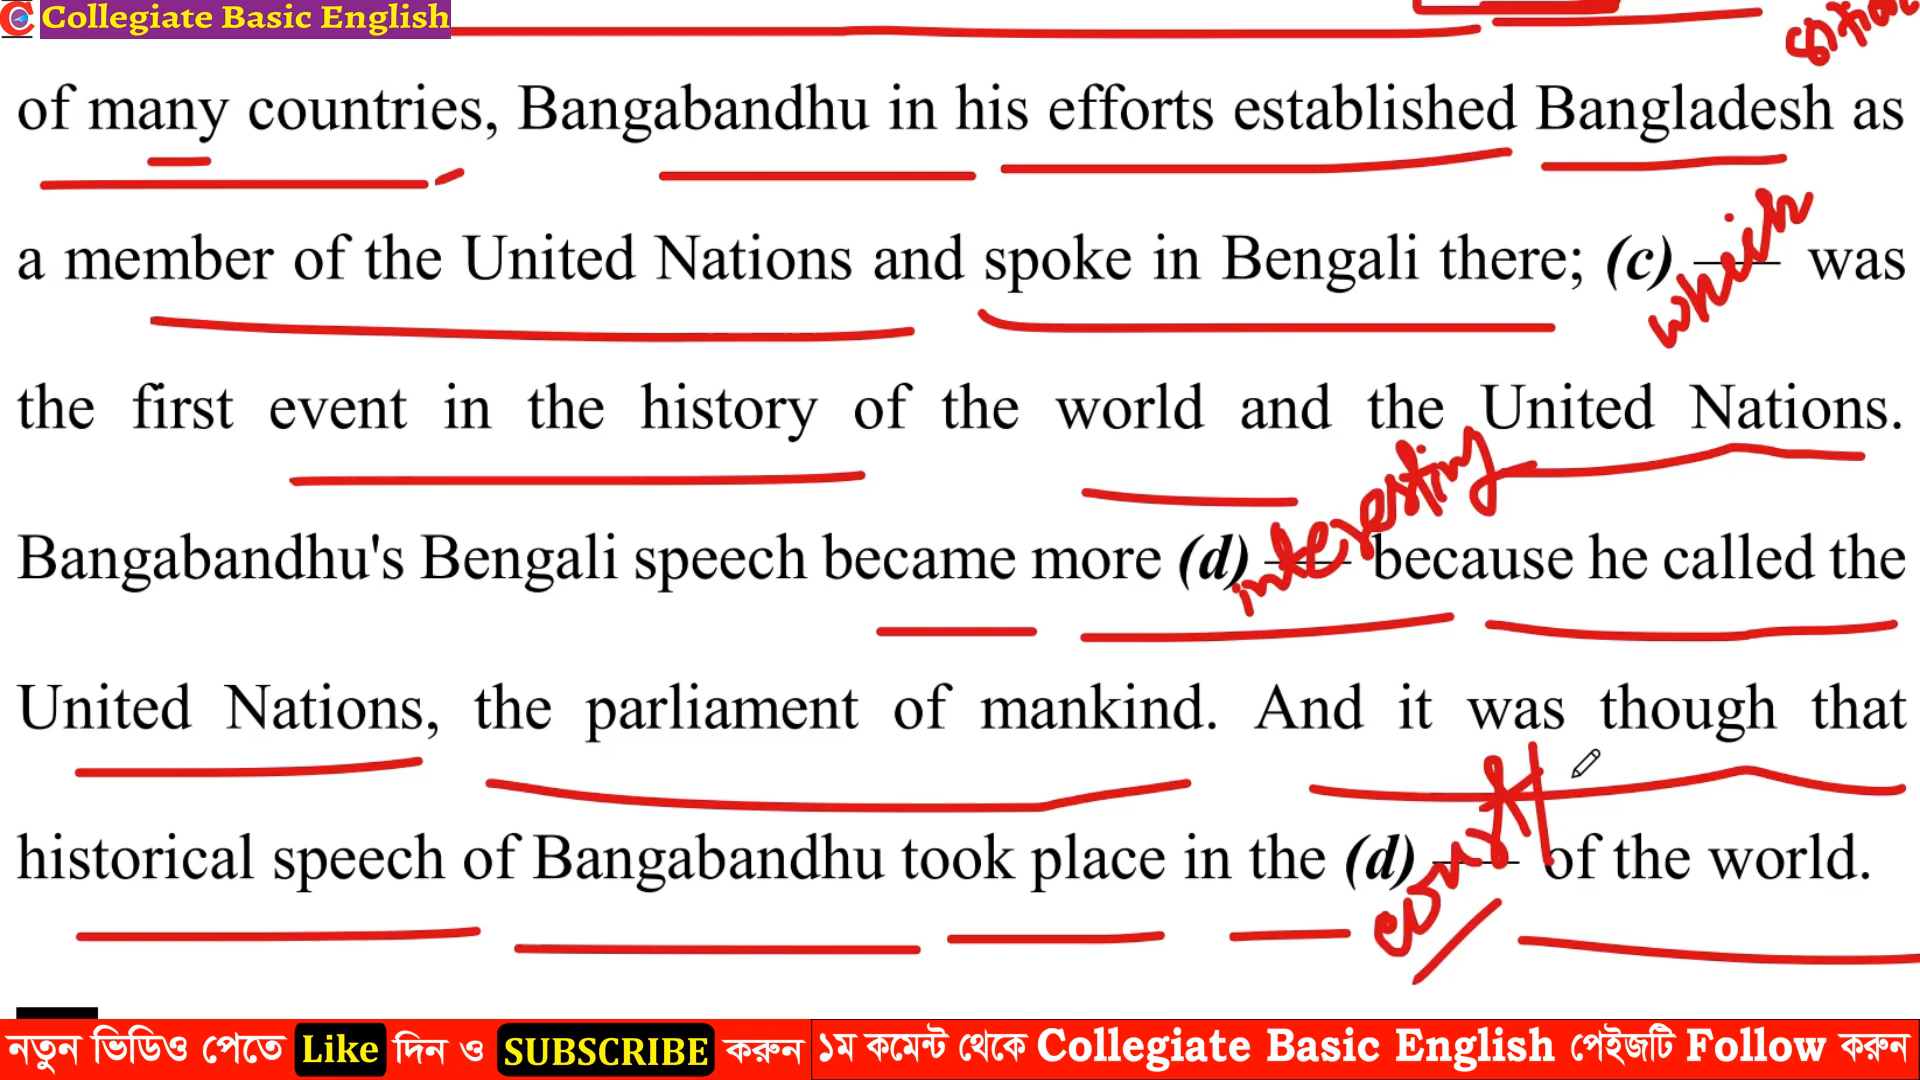 Collegiate Basic English
of many countries, Bangabandhu in his efforts established Bangladesh as
a member of the United Nations and spoke in Bengali there; (c) which was
the first event in the history of the world and the United Nations.
Bangabandhu's Bengali speech became more (d) interesting because he called the
United Nations, the parliament of mankind. And it was though that
historical speech of Bangabandhu took place in the (d) court of the world.
নতুন ভিডিও পেতে Like দিন ও SUBSCRIBE করুন ১ম কমেন্ট থেকে Collegiate Basic English পেইজটি Follow করুন